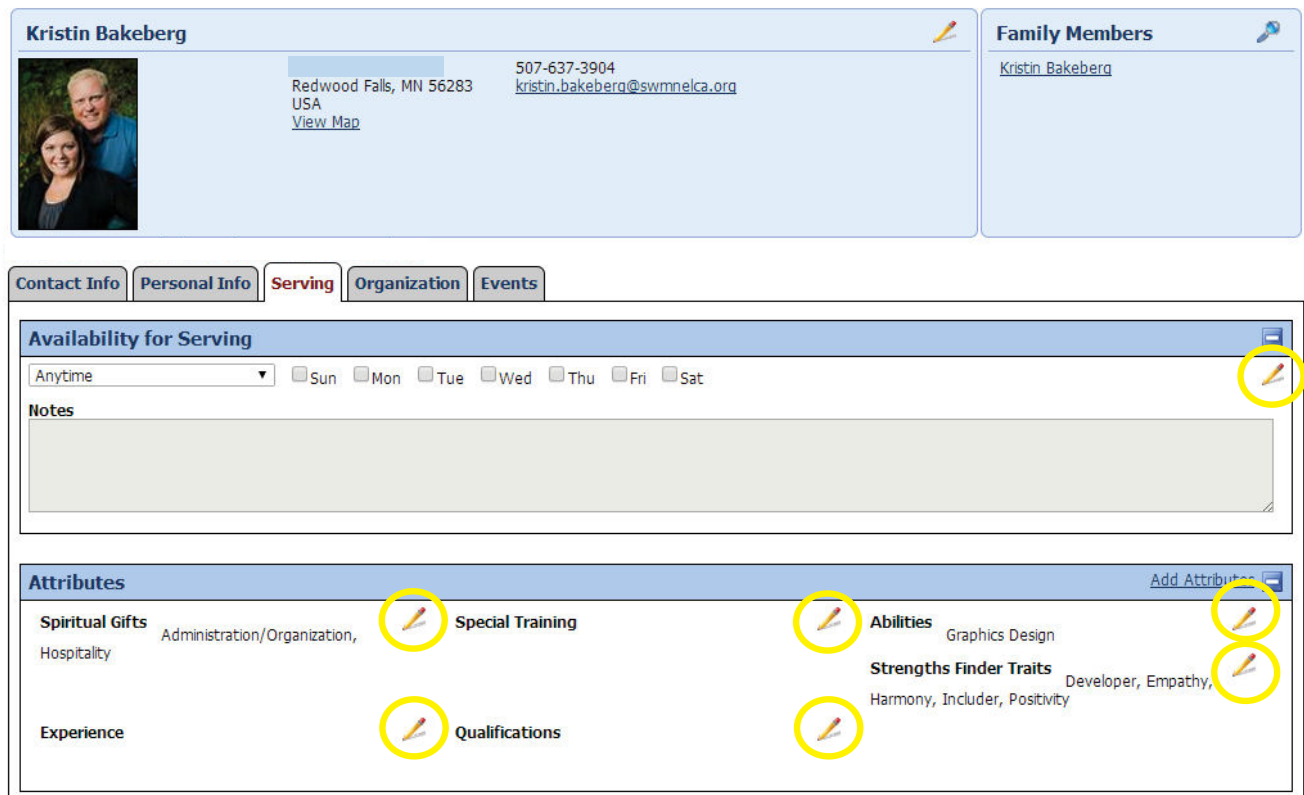 Kristin Bakeberg
Redwood Falls, MN 56283
USA
View Map
507-637-3904
kristin.bakeberg@swmnelca.org
Family Members
Kristin Bakeberg
Contact Info Personal Info Serving Organization Events
Availability for Serving
Anytime Sun Mon Tue Wed Thu Fri Sat
Notes
Attributes Add Attributes
Spiritual Gifts Administration/Organization,
Hospitality
Special Training
Abilities Graphics Design
Strengths Finder Traits Developer, Empathy,
Harmony, Includer, Positivity
Experience
Qualifications